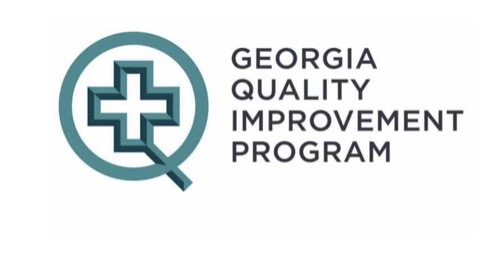 GEORGIA
QUALITY
IMPROVEMENT
PROGRAM